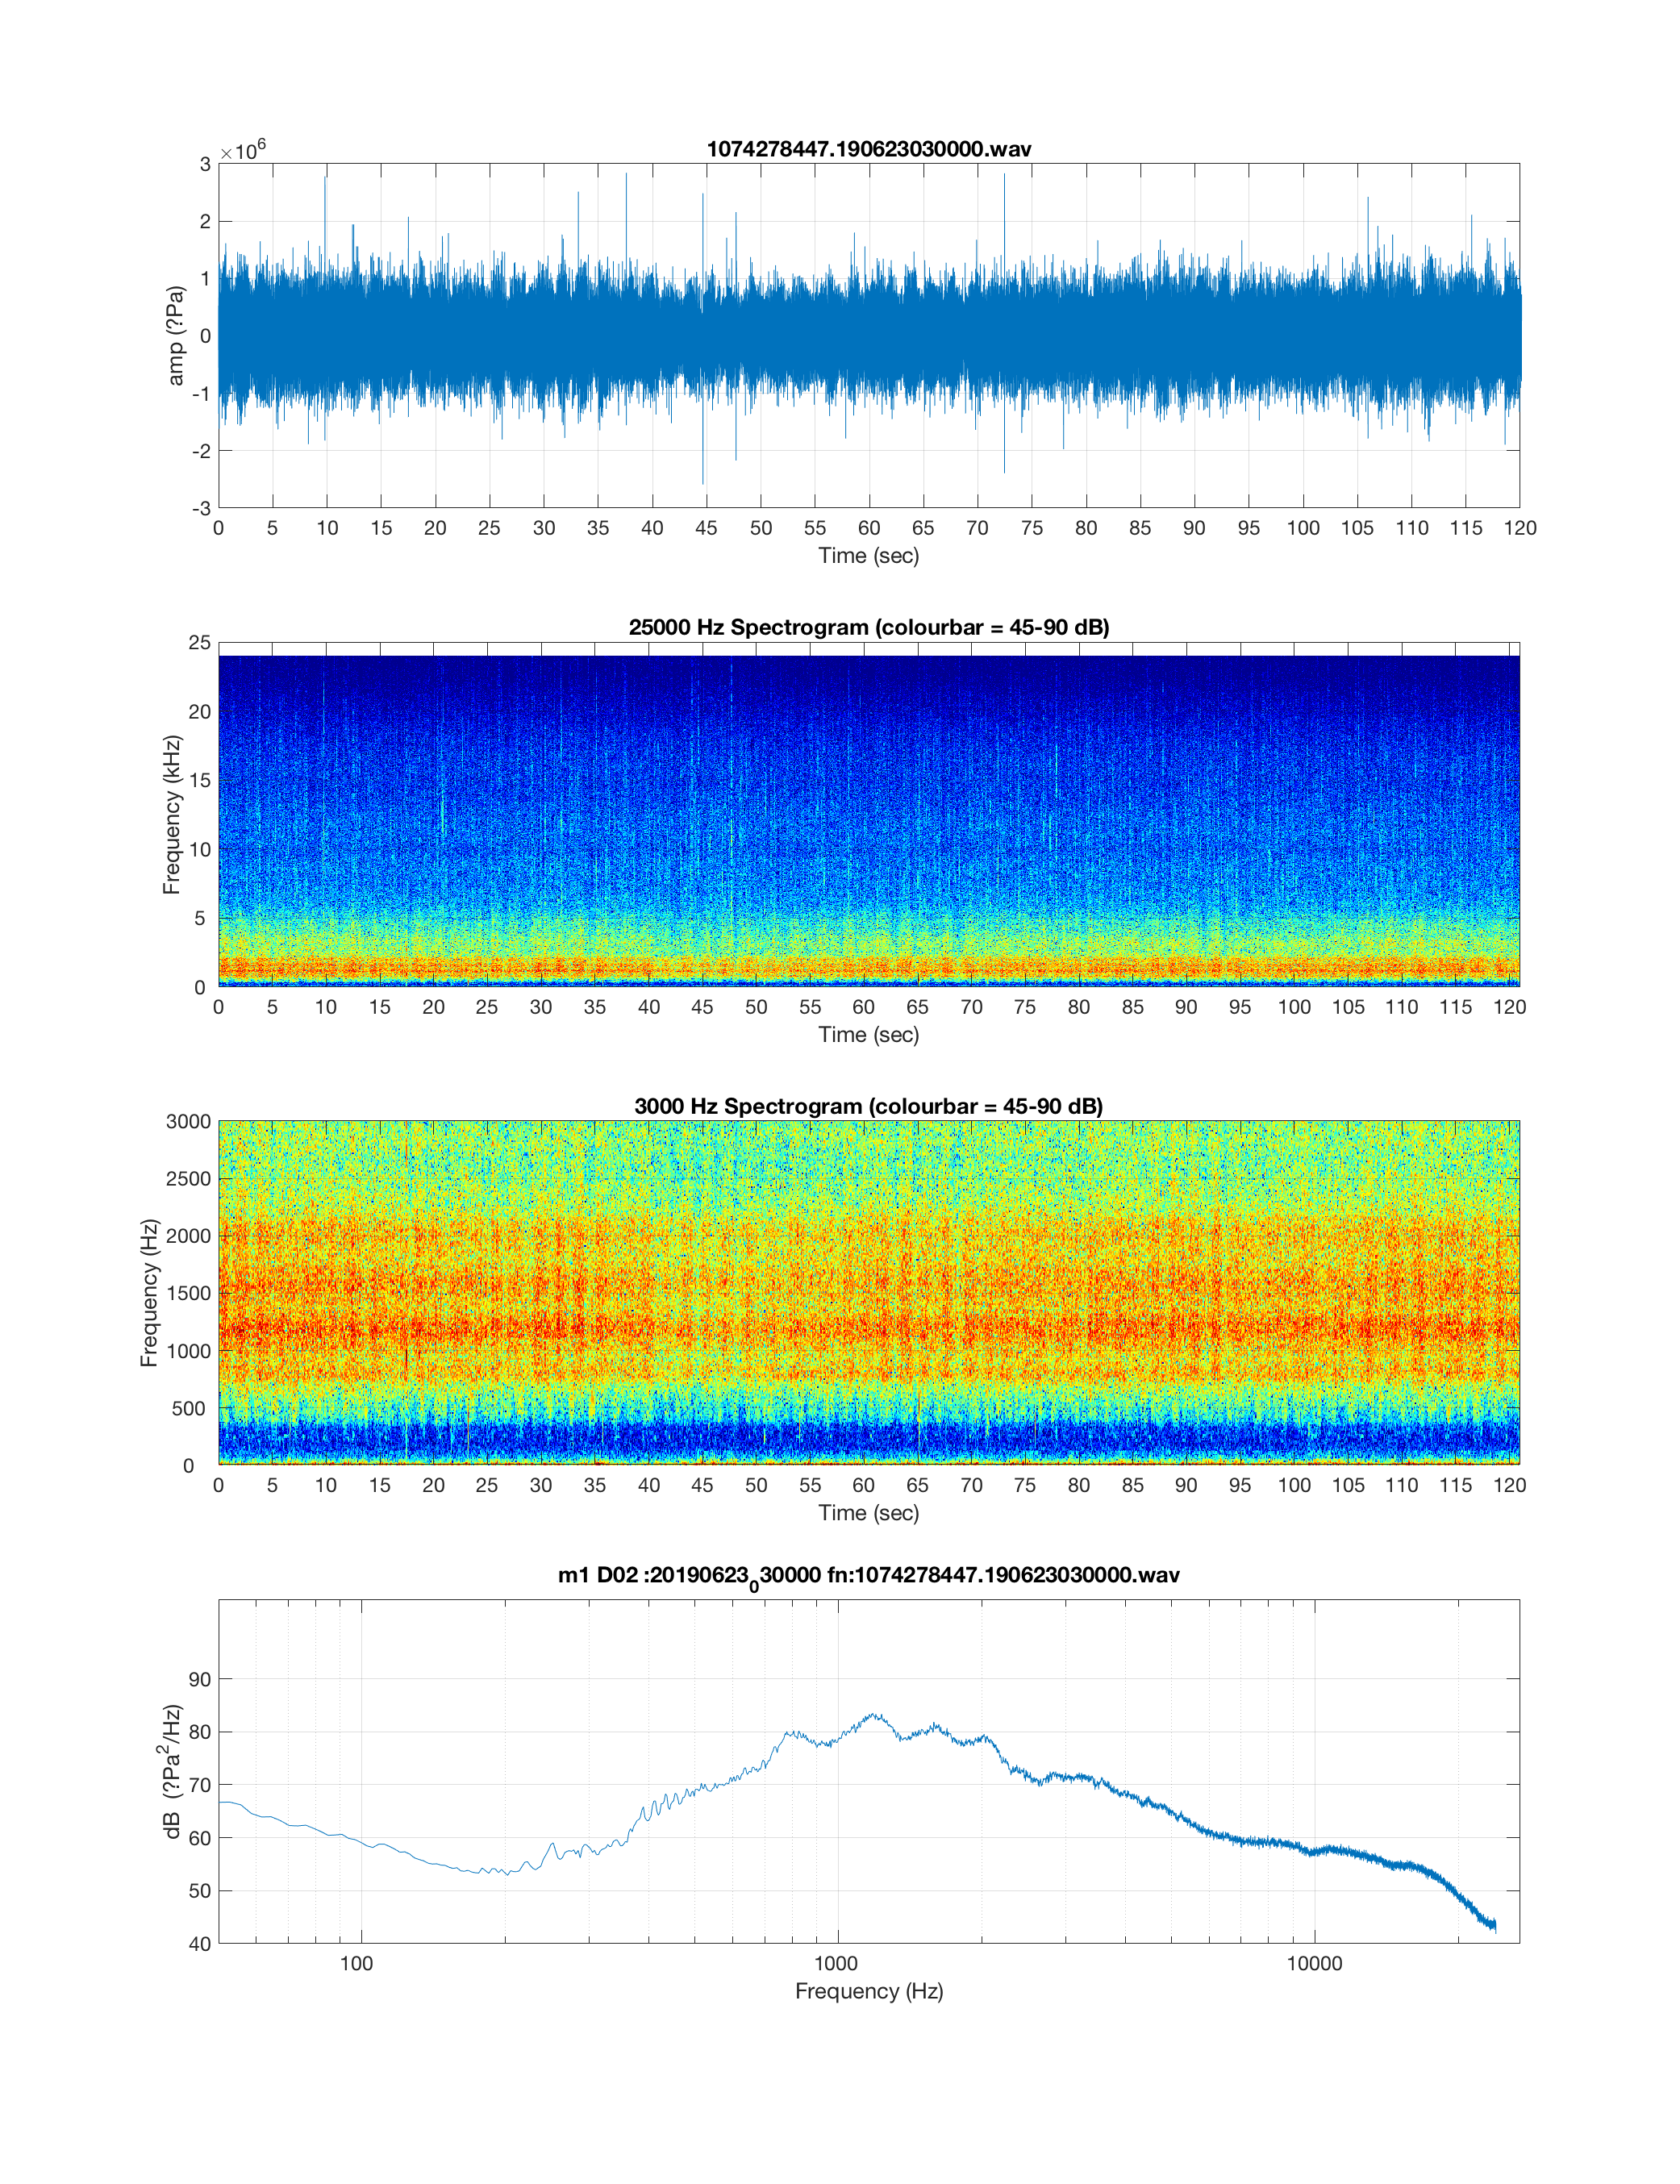 1074278447.190623030000.wav
×10⁶
3
2
1
0
-1
-2
-3
amp (?Pa)
0 5 10 15 20 25 30 35 40 45 50 55 60 65 70 75 80 85 90 95 100 105 110 115 120
Time (sec)
25000 Hz Spectrogram (colourbar = 45-90 dB)
25
20
15
10
5
0
Frequency (kHz)
0 5 10 15 20 25 30 35 40 45 50 55 60 65 70 75 80 85 90 95 100 105 110 115 120
Time (sec)
3000 Hz Spectrogram (colourbar = 45-90 dB)
3000
2500
2000
1500
1000
500
0
Frequency (Hz)
0 5 10 15 20 25 30 35 40 45 50 55 60 65 70 75 80 85 90 95 100 105 110 115 120
Time (sec)
m1 D02 :20190623₀30000 fn:1074278447.190623030000.wav
90
80
70
60
50
40
dB (?Pa²/Hz)
100 1000 10000
Frequency (Hz)